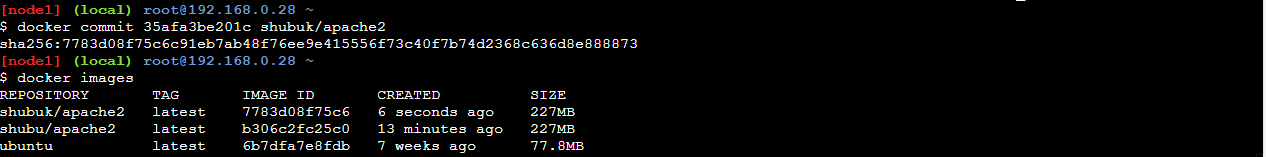 [node1] (local) root@192.168.0.28 ~
$ docker commit 35afa3be201c shubuk/apache2
sha256:7783d08f75c6c91eb7ab48f76ee9e415556f73c40f7b74d2368c636d8e888873
[node1] (local) root@192.168.0.28 ~
$ docker images
REPOSITORY TAG IMAGE ID CREATED SIZE
shubuk/apache2 latest 7783d08f75c6 6 seconds ago 227MB
shubu/apache2 latest b306c2fc25c0 13 minutes ago 227MB
ubuntu latest 6b7dfa7e8fdb 7 weeks ago 77.8MB